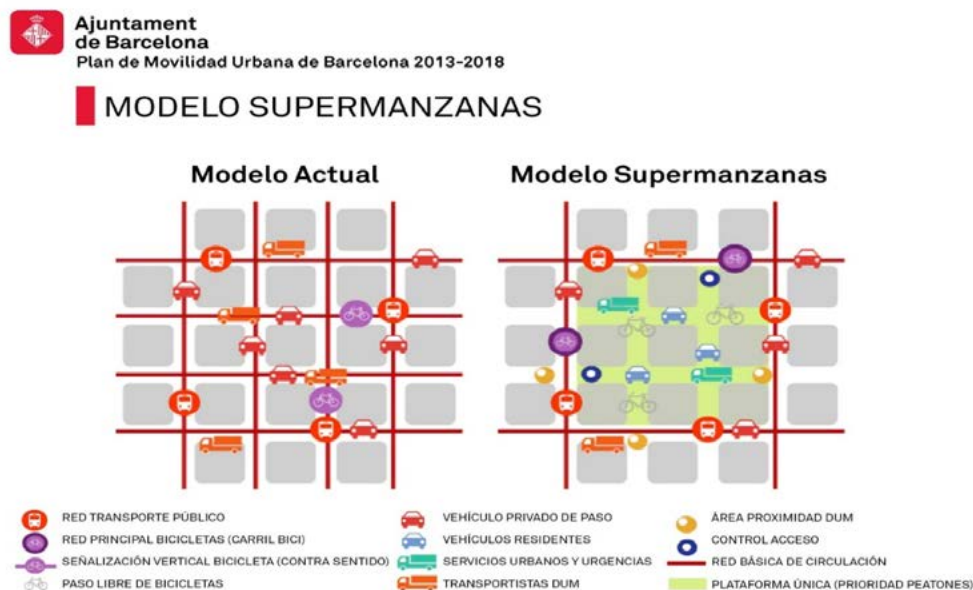 Ajuntament
de Barcelona
Plan de Movilidad Urbana de Barcelona 2013-2018
MODELO SUPERMANZANAS
Modelo Actual
Modelo Supermanzanas
RED TRANSPORTE PÚBLICO
RED PRINCIPAL BICICLETAS (CARRIL BICI)
SEÑALIZACIÓN VERTICAL BICICLETA (CONTRA SENTIDO)
PASO LIBRE DE BICICLETAS
VEHÍCULO PRIVADO DE PASO
VEHÍCULOS RESIDENTES
SERVICIOS URBANOS Y URGENCIAS
TRANSPORTISTAS DUM
ÁREA PROXIMIDAD DUM
CONTROL ACCESO
RED BÁSICA DE CIRCULACIÓN
PLATAFORMA ÚNICA (PRIORIDAD PEATONES)